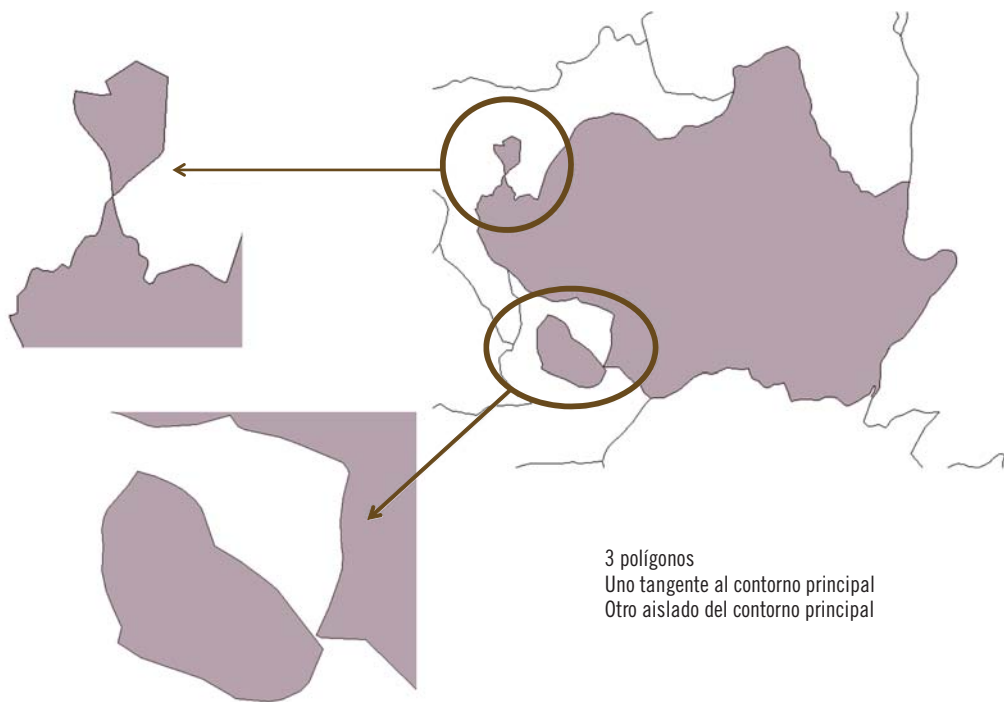 3 polígonos
Uno tangente al contorno principal
Otro aislado del contorno principal